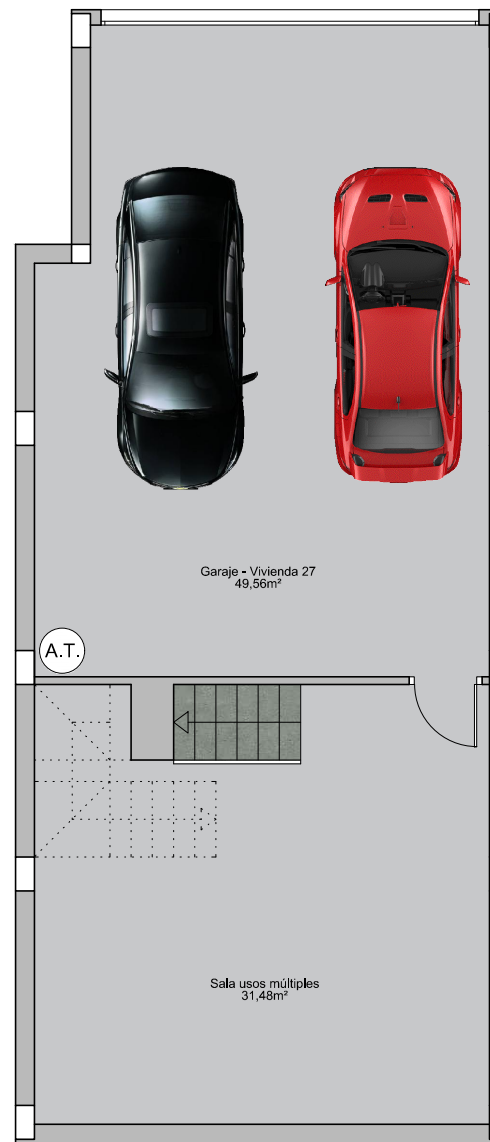 Garaje - Vivienda 27
49,56m²
A.T.
Sala usos múltiples
31,48m²